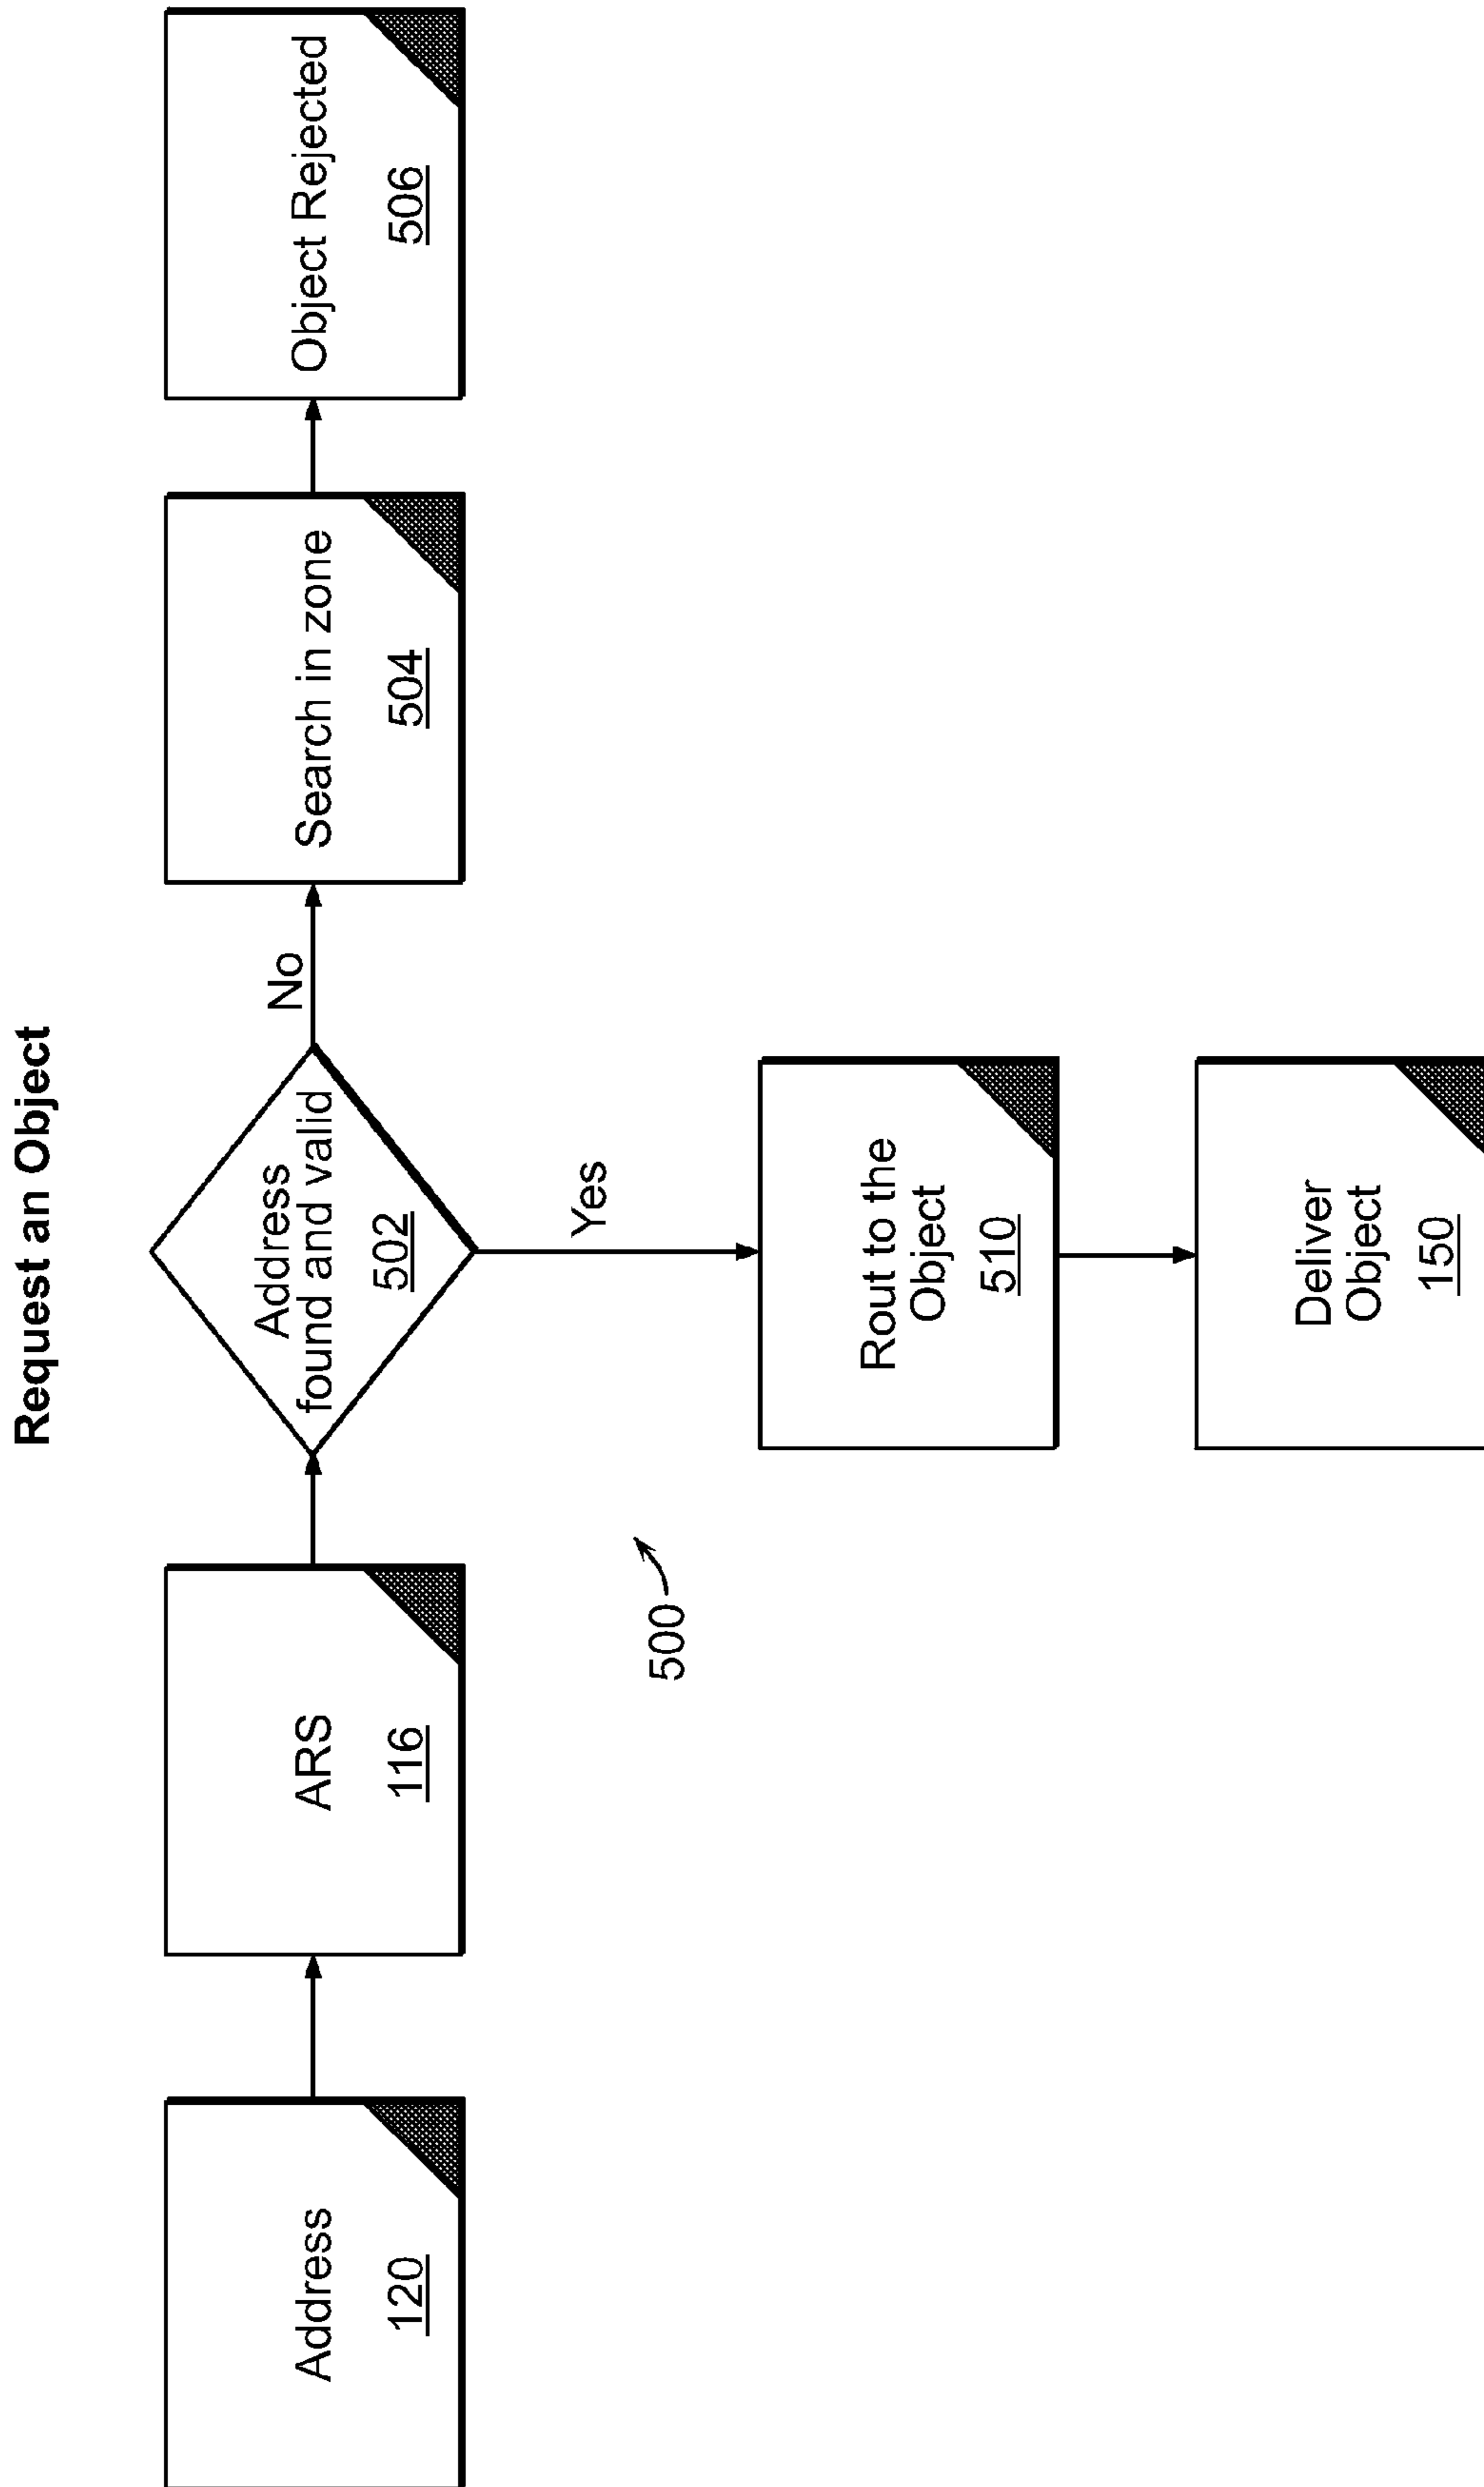 Request an Object
Address
120
ARS
116
Address
found and valid
502
No
Search in zone
504
Object Rejected
506
Yes
500
Rout to the
Object
510
Deliver
Object
150